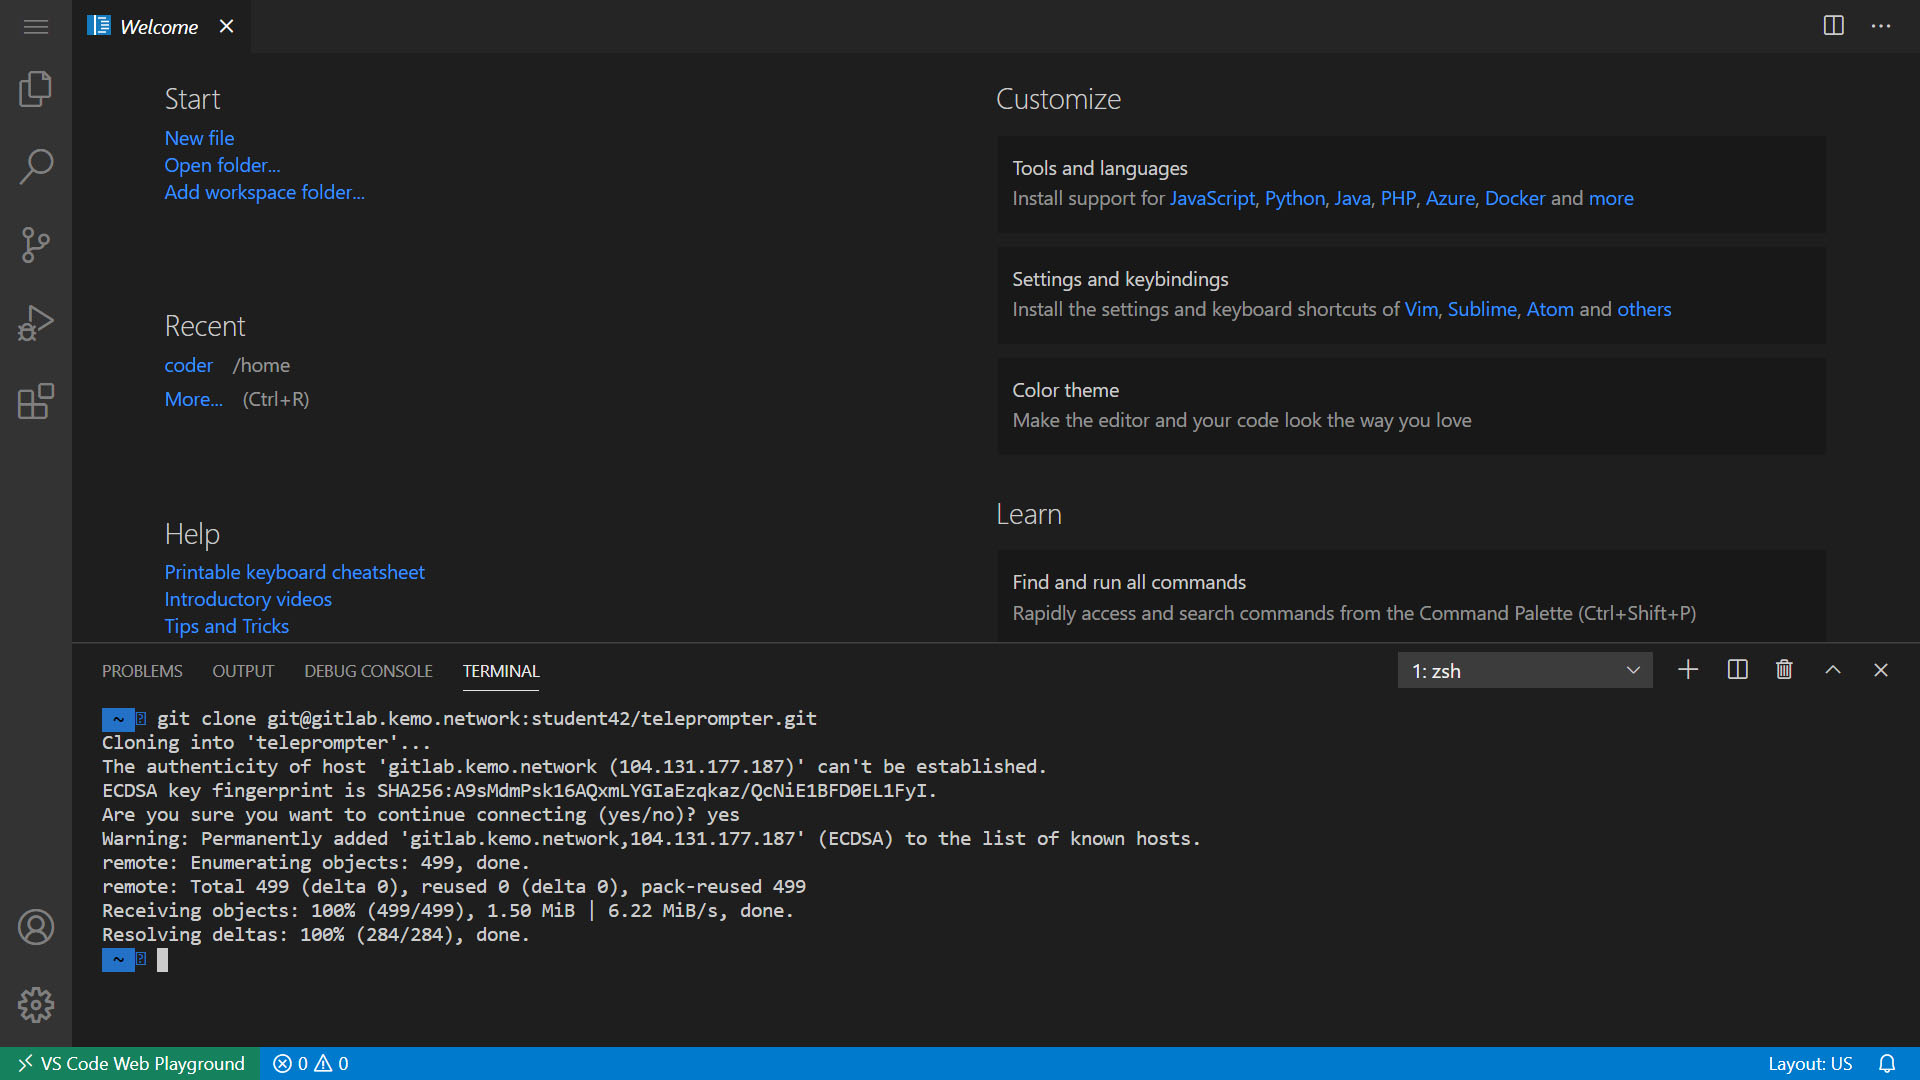 Welcome
Start
New file
Open folder...
Add workspace folder...
Recent
coder /home
More... (Ctrl+R)
Help
Printable keyboard cheatsheet
Introductory videos
Tips and Tricks
Customize
Tools and languages
Install support for JavaScript, Python, Java, PHP, Azure, Docker and more
Settings and keybindings
Install the settings and keyboard shortcuts of Vim, Sublime, Atom and others
Color theme
Make the editor and your code look the way you love
Learn
Find and run all commands
Rapidly access and search commands from the Command Palette (Ctrl+Shift+P)
PROBLEMS OUTPUT DEBUG CONSOLE TERMINAL 1: zsh
~ git clone git@gitlab.kemo.network:student42/teleprompter.git
Cloning into 'teleprompter'...
The authenticity of host 'gitlab.kemo.network (104.131.177.187)' can't be established.
ECDSA key fingerprint is SHA256:A9sMdmPsk16AQxmLYGIaEzqkaz/QcNiE1BFD0EL1FyI.
Are you sure you want to continue connecting (yes/no)? yes
Warning: Permanently added 'gitlab.kemo.network,104.131.177.187' (ECDSA) to the list of known hosts.
remote: Enumerating objects: 499, done.
remote: Total 499 (delta 0), reused 0 (delta 0), pack-reused 499
Receiving objects: 100% (499/499), 1.50 MiB | 6.22 MiB/s, done.
Resolving deltas: 100% (284/284), done.
~
VS Code Web Playground 0 0 Layout: US